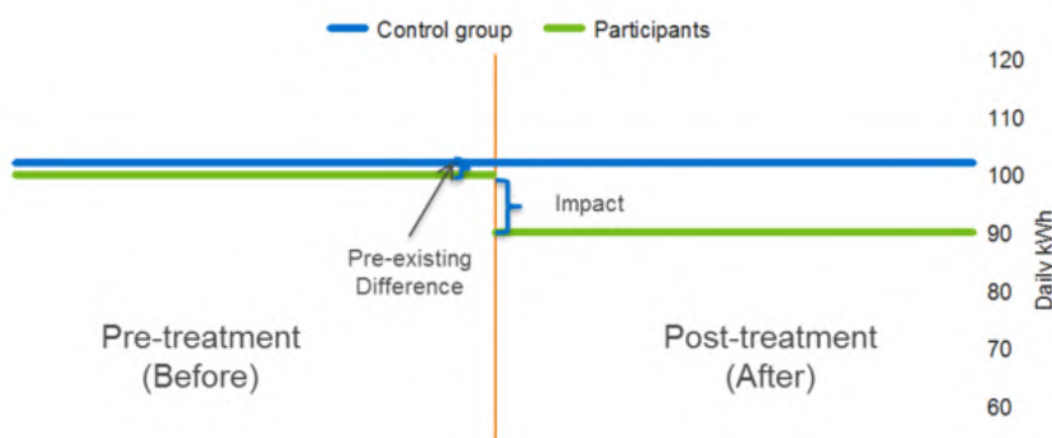 Control group Participants
120
110
100
Impact
90
Pre-existing
Difference
Daily kWh
80
Pre-treatment
(Before)
Post-treatment
(After)
70
60